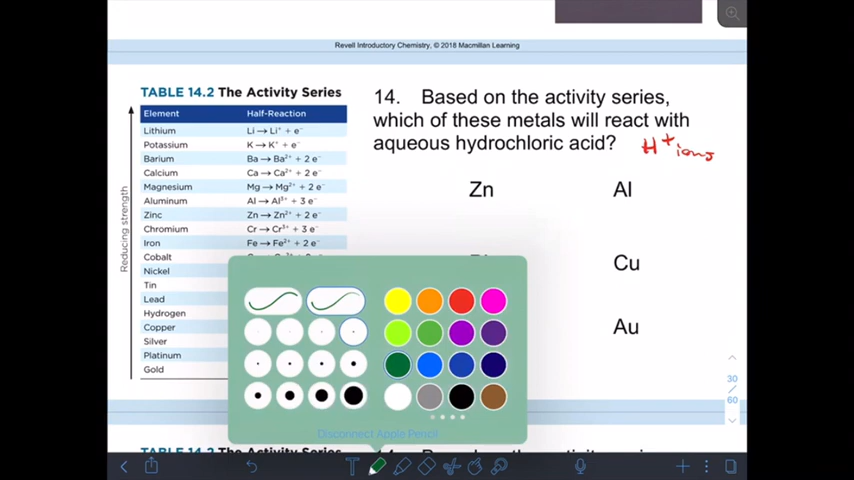 Revell Introductory Chemistry, © 2018 Macmillan Learning
TABLE 14.2 The Activity Series
Element Half-Reaction
Lithium Li → Li⁺ + e⁻
Potassium K → K⁺ + e⁻
Barium Ba → Ba²⁺ + 2 e⁻
Calcium Ca → Ca²⁺ + 2 e⁻
Magnesium Mg → Mg²⁺ + 2 e⁻
Aluminum Al → Al³⁺ + 3 e⁻
Zinc Zn → Zn²⁺ + 2 e⁻
Chromium Cr → Cr³⁺ + 3 e⁻
Iron Fe → Fe²⁺ + 2 e⁻
Cobalt
Nickel
Tin
Lead
Hydrogen
Copper
Silver
Platinum
Gold
Reducing strength
14. Based on the activity series,
which of these metals will react with
aqueous hydrochloric acid?
H⁺ ions
Zn Al
Cu
Au
30
/
60
Disconnect Apple Pencil